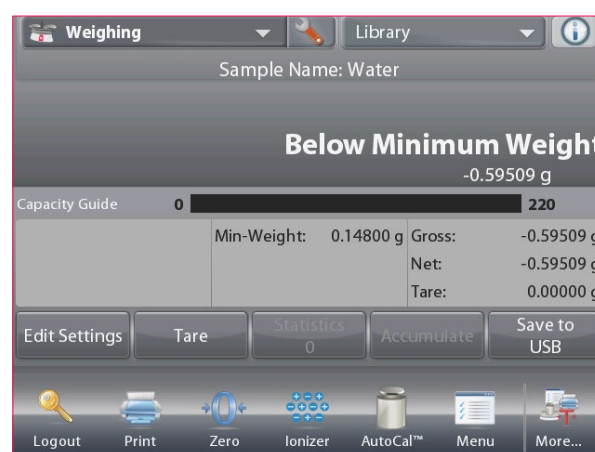 Weighing Library
Sample Name: Water
Below Minimum Weight
-0.59509 g
Capacity Guide 0 220
Min-Weight: 0.14800 g Gross: -0.59509 g
Net: -0.59509 g
Tare: 0.00000 g
Edit Settings Tare Statistics 0 Accumulate Save to USB
Logout Print Zero Ionizer AutoCal™ Menu More...